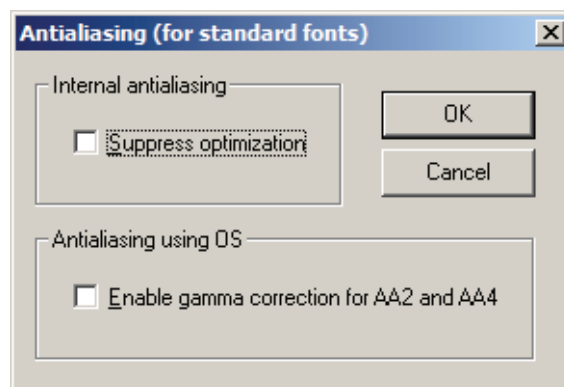 Antialiasing (for standard fonts)
Internal antialiasing
OK
Suppress optimization
Cancel
Antialiasing using OS
Enable gamma correction for AA2 and AA4